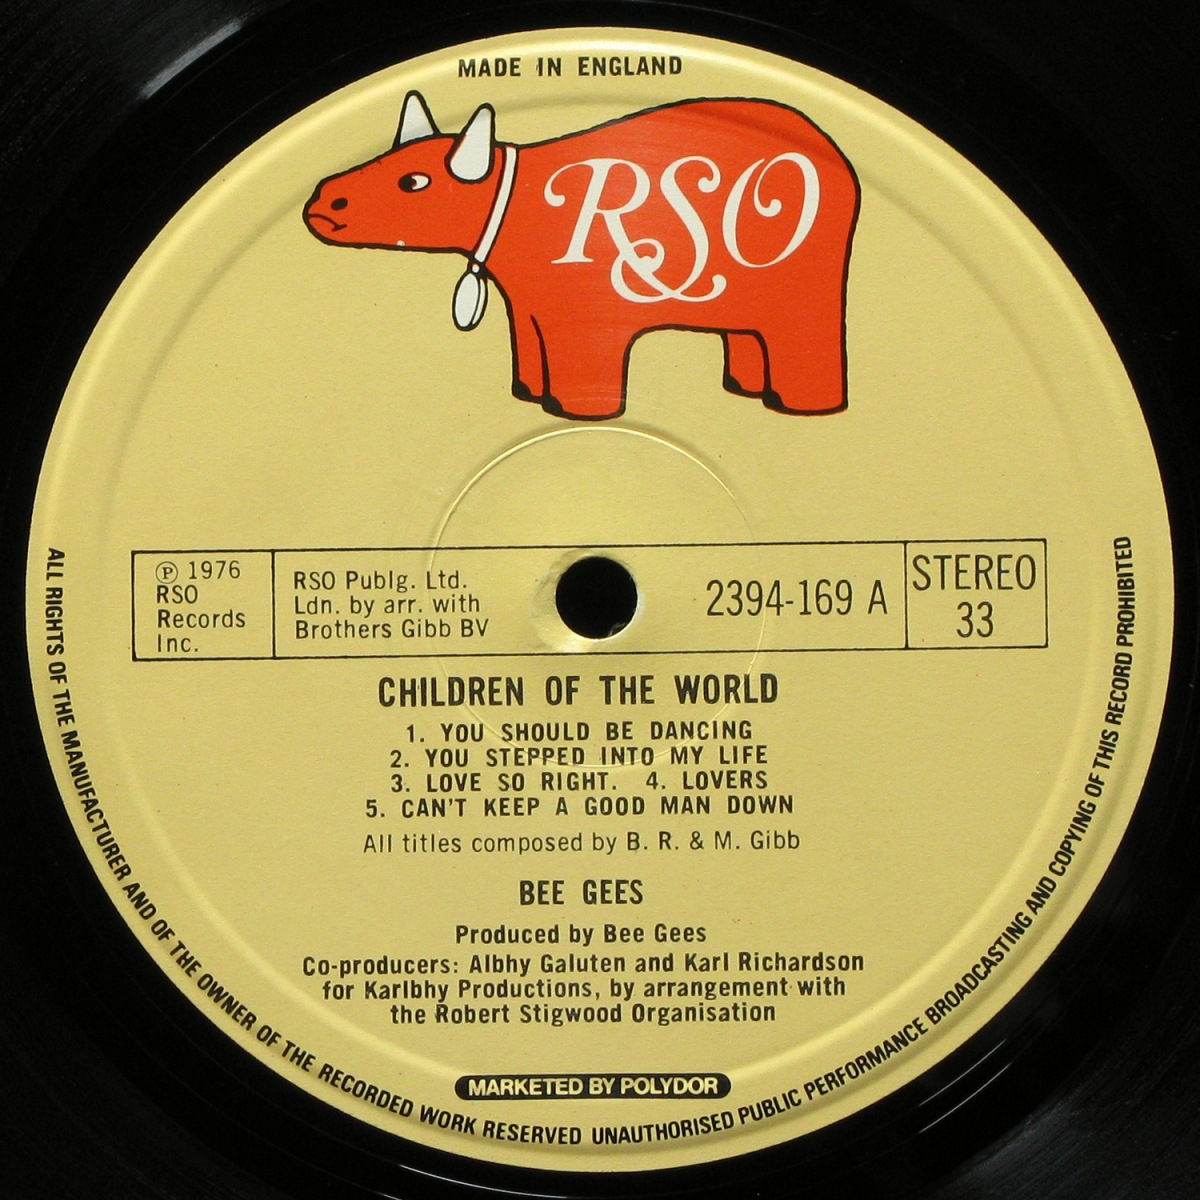 MADE IN ENGLAND
RSO
℗ 1976
RSO
Records
Inc.
RSO Publg. Ltd.
Ldn. by arr. with
Brothers Gibb BV
2394-169 A
STEREO
33
CHILDREN OF THE WORLD
1. YOU SHOULD BE DANCING
2. YOU STEPPED INTO MY LIFE
3. LOVE SO RIGHT. 4. LOVERS
5. CAN'T KEEP A GOOD MAN DOWN
All titles composed by B. R. & M. Gibb
BEE GEES
Produced by Bee Gees
Co-producers: Albhy Galuten and Karl Richardson
for Karlbhy Productions, by arrangement with
the Robert Stigwood Organisation
MARKETED BY POLYDOR
ALL RIGHTS OF THE MANUFACTURER AND OF THE OWNER OF THE RECORDED WORK RESERVED UNAUTHORISED PUBLIC PERFORMANCE BROADCASTING AND COPYING OF THIS RECORD PROHIBITED